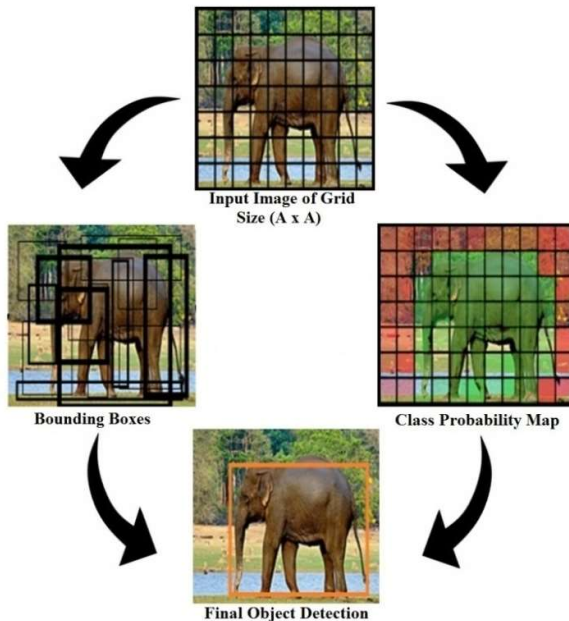 Input Image of Grid
Size (A x A)
Bounding Boxes
Class Probability Map
Final Object Detection